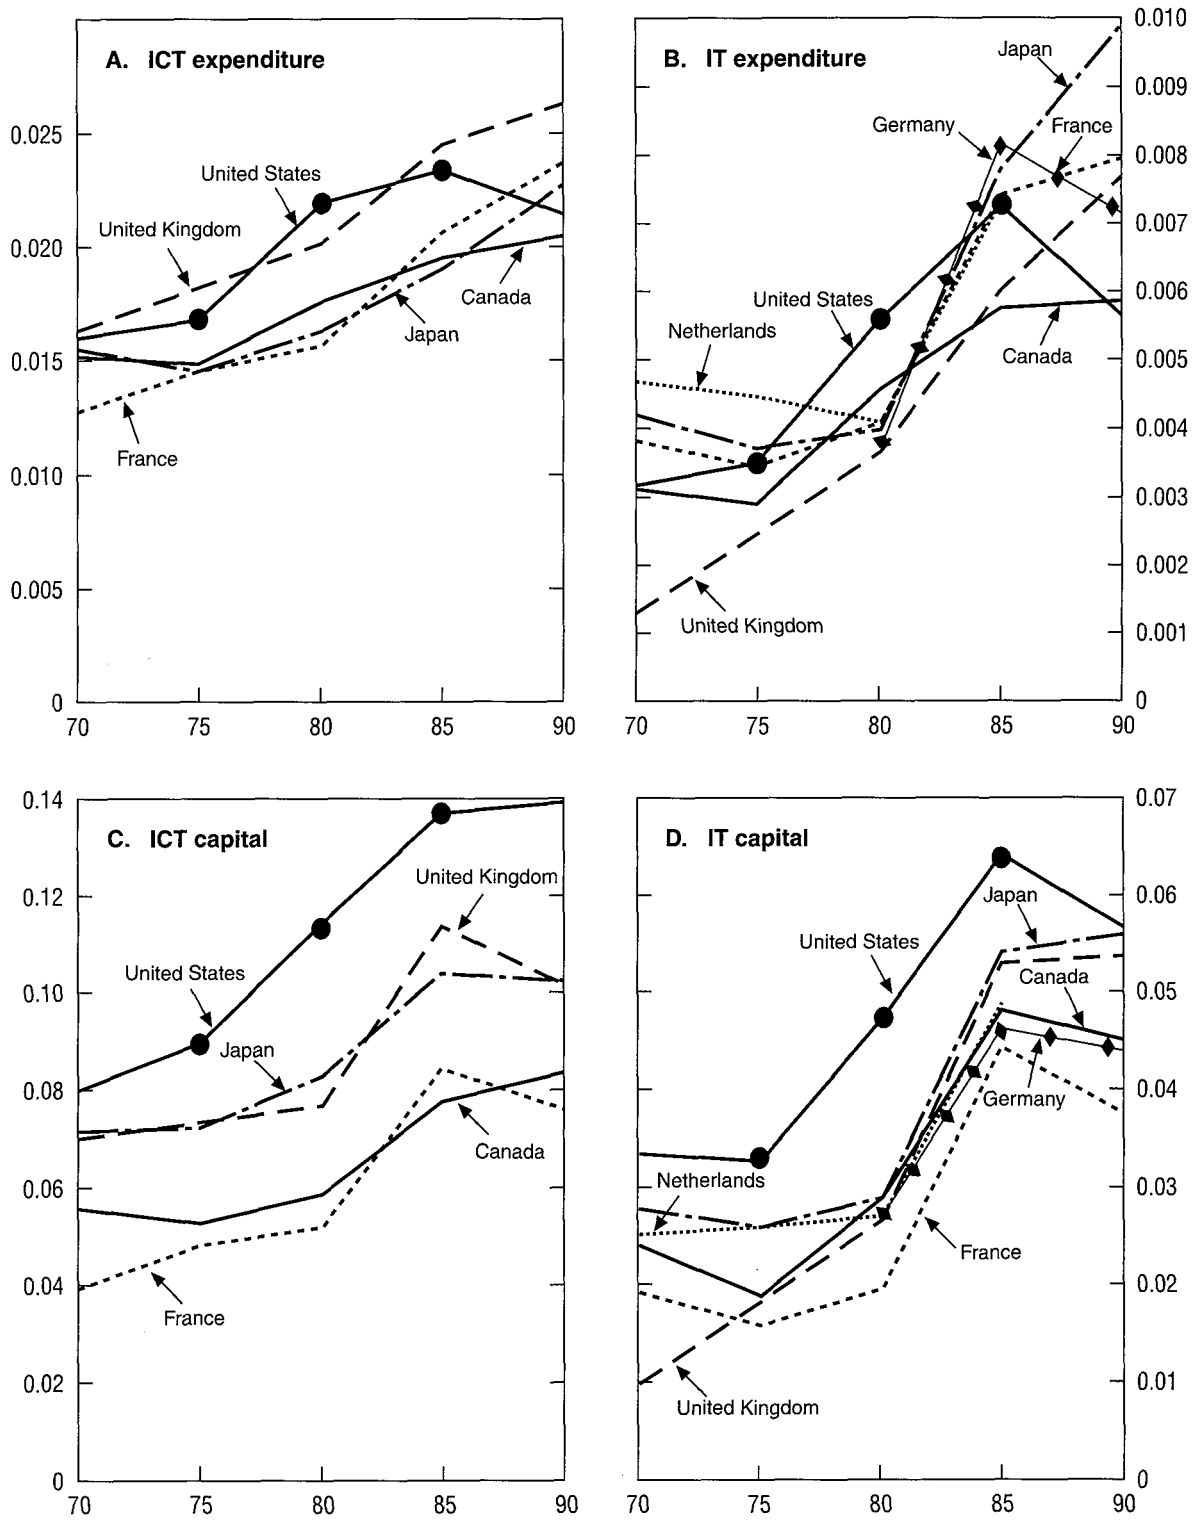 A. ICT expenditure
0.025
0.020
0.015
0.010
0.005
0
United States
United Kingdom
Canada
Japan
France
70 75 80 85 90
B. IT expenditure
0.010
0.009
0.008
0.007
0.006
0.005
0.004
0.003
0.002
0.001
0
Japan
Germany
France
United States
Netherlands
Canada
United Kingdom
70 75 80 85 90
C. ICT capital
0.14
0.12
0.10
0.08
0.06
0.04
0.02
0
United Kingdom
United States
Japan
Canada
France
70 75 80 85 90
D. IT capital
0.07
0.06
0.05
0.04
0.03
0.02
0.01
0
Japan
United States
Canada
Germany
Netherlands
France
United Kingdom
70 75 80 85 90